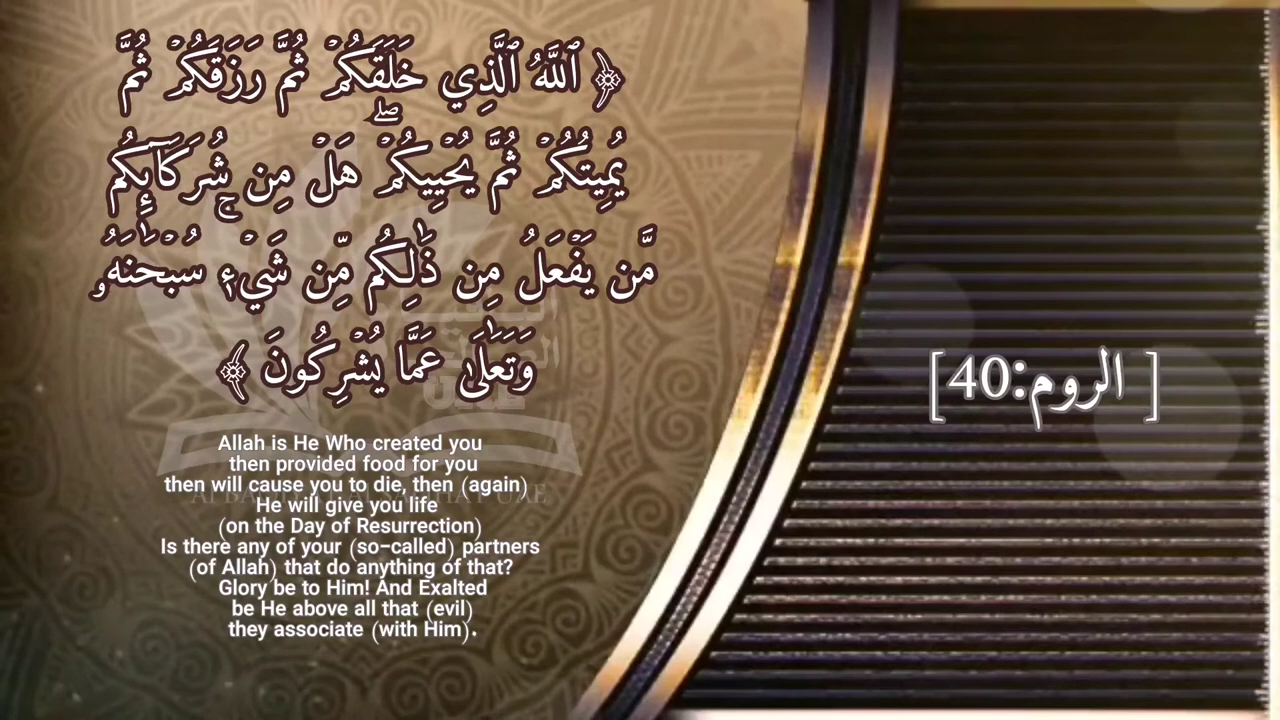 ﴿ ٱللَّهُ ٱلَّذِي خَلَقَكُمۡ ثُمَّ رَزَقَكُمۡ ثُمَّ
يُمِيتُكُمۡ ثُمَّ يُحۡيِيكُمۡۖ هَلۡ مِن شُرَكَآئِكُم
مَّن يَفۡعَلُ مِن ذَٰلِكُم مِّن شَيۡءٖۚ سُبۡحَٰنَهُۥ
وَتَعَٰلَىٰ عَمَّا يُشۡرِكُونَ ﴾
[ الروم:40]
Allah is He Who created you
then provided food for you
then will cause you to die, then (again)
He will give you life
(on the Day of Resurrection)
Is there any of your (so-called) partners
(of Allah) that do anything of that?
Glory be to Him! And Exalted
be He above all that (evil)
they associate (with Him).